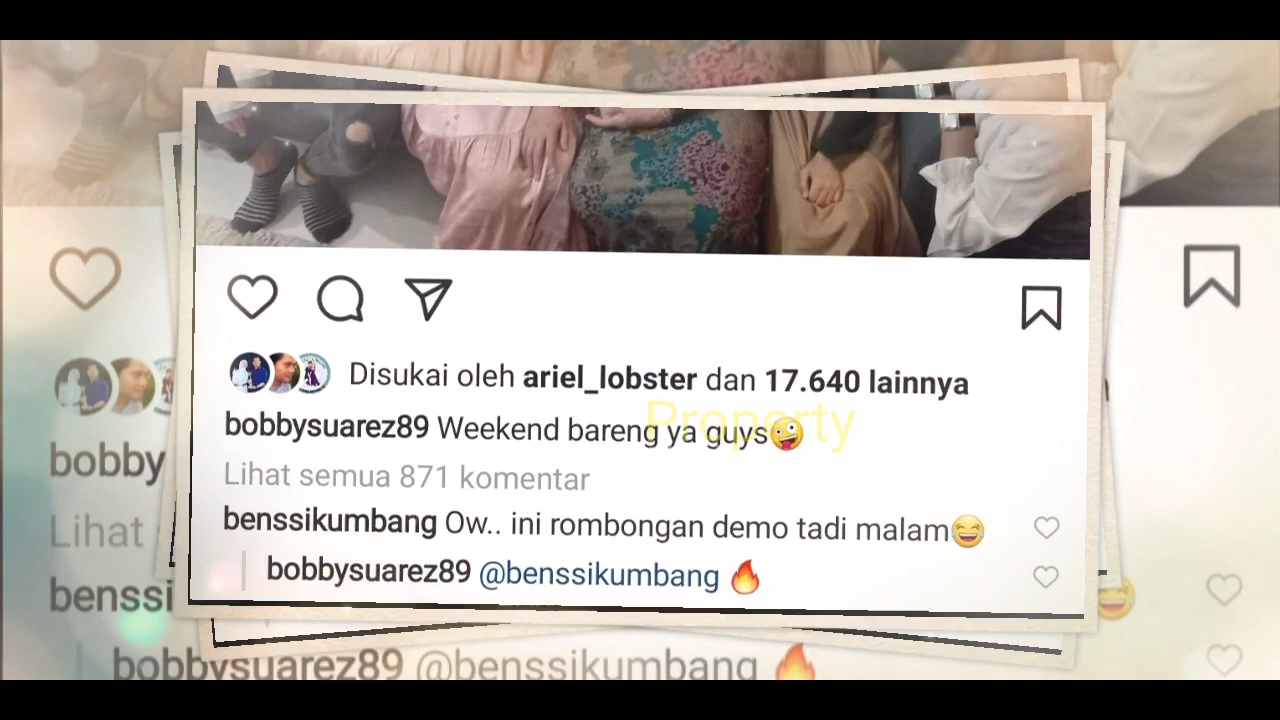 Disukai oleh ariel_lobster dan 17.640 lainnya
bobbysuarez89 Weekend bareng ya guys🤪
Property
Lihat semua 871 komentar
benssikumbang Ow.. ini rombongan demo tadi malam😂
bobbysuarez89 @benssikumbang 🔥
bobby
Lihat
benssi
bobbysuarez89 @benssikumbang 🔥